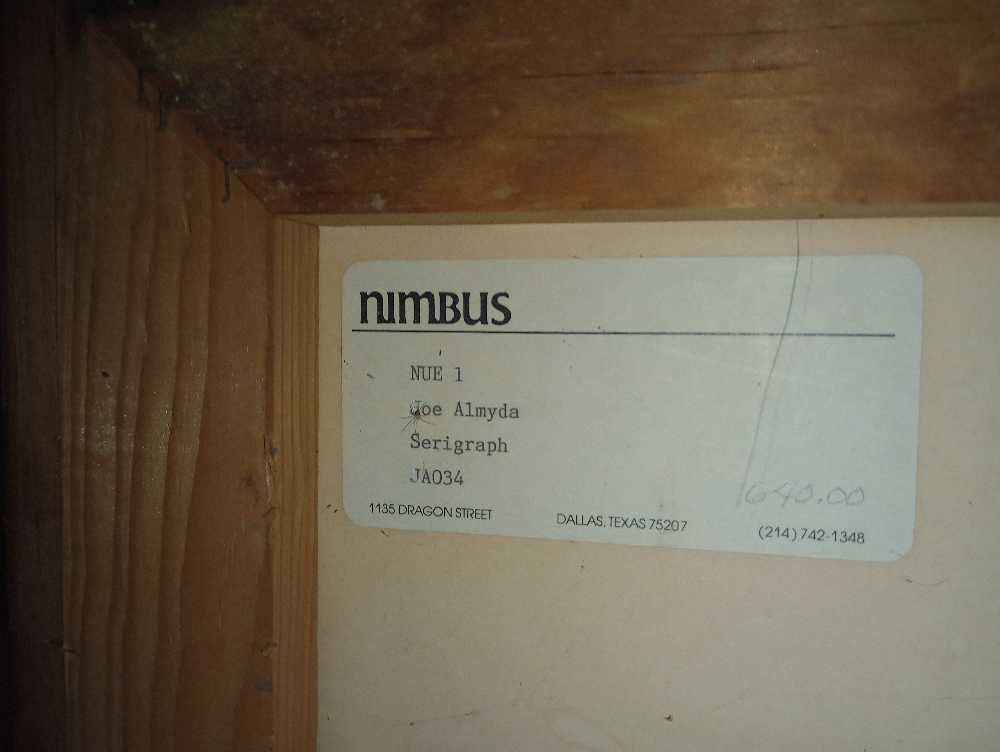 nimBus
NUE 1
Joe Almyda
Serigraph
JA034
640.00
1135 DRAGON STREET DALLAS, TEXAS 75207 (214) 742-1348